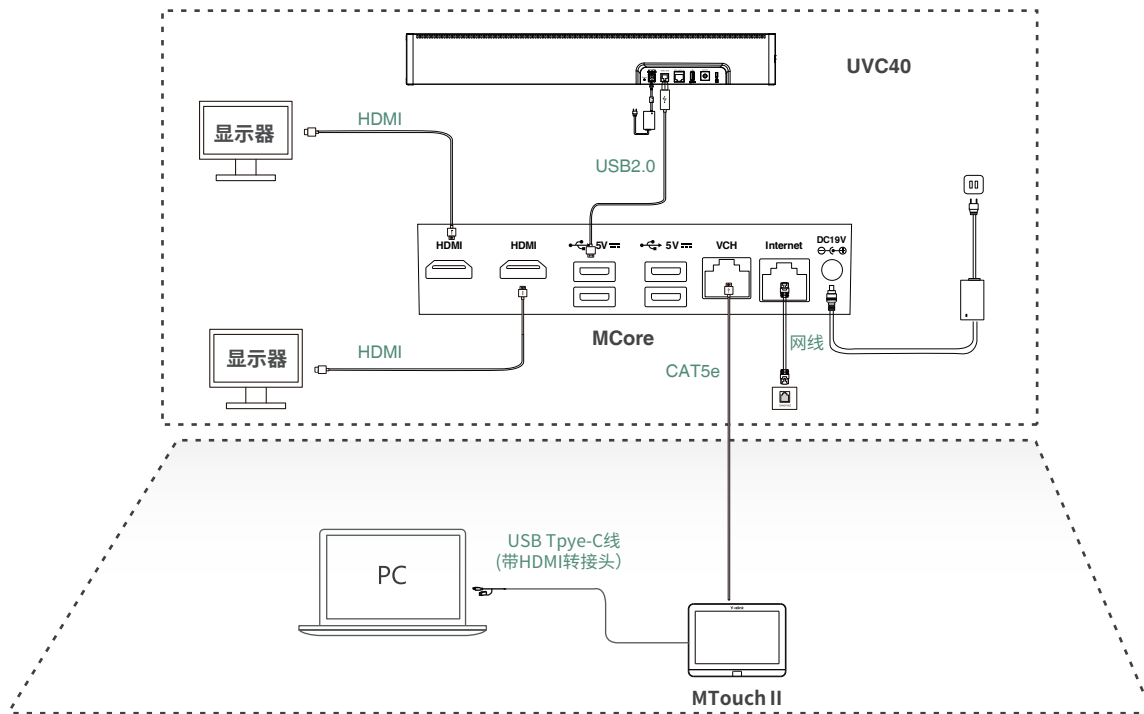 UVC40
显示器
HDMI
USB2.0
HDMI
HDMI
5V
5V
VCH
Internet
DC19V
MCore
显示器
HDMI
CAT5e
网线
USB Tpye-C线
(带HDMI转接头）
PC
Yealink
MTouch II